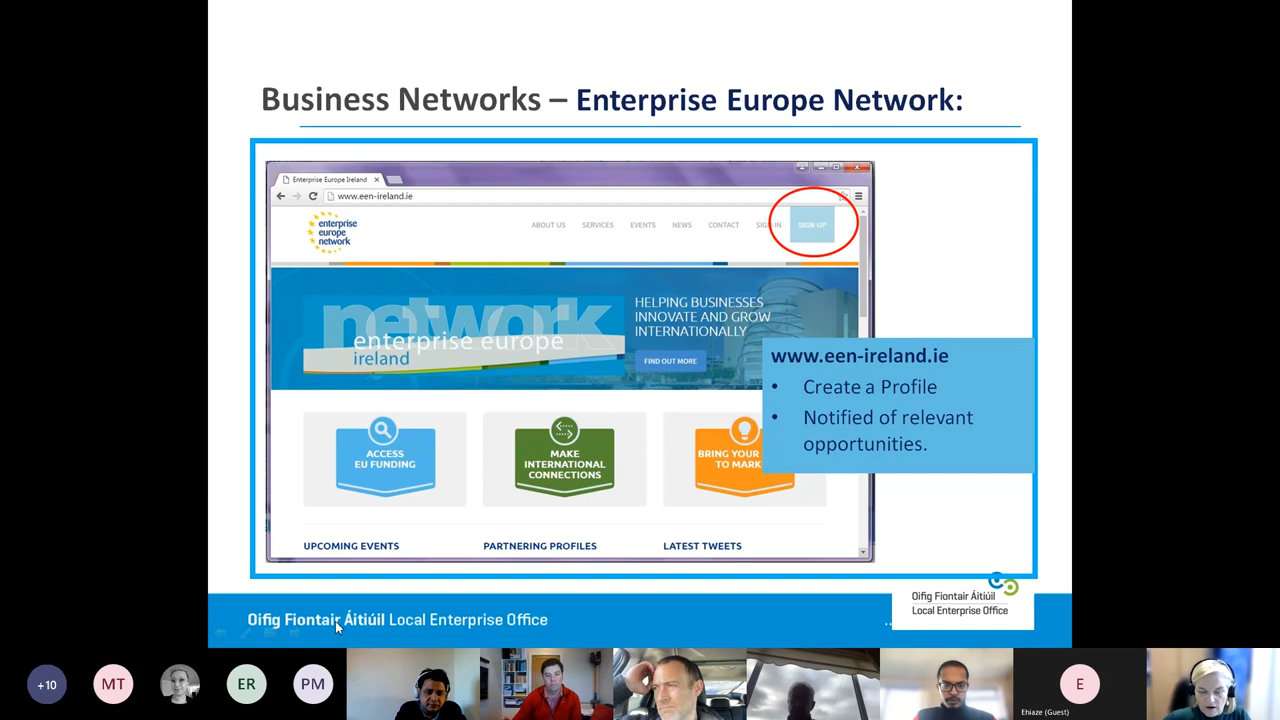 Business Networks – Enterprise Europe Network:
Enterprise Europe Ireland
www.een-ireland.ie
enterprise
europe
network
ABOUT US
SERVICES
EVENTS
NEWS
CONTACT
SIGN-IN
SIGN-UP
network
enterprise europe
ireland
HELPING BUSINESSES
INNOVATE AND GROW
INTERNATIONALLY
FIND OUT MORE
www.een-ireland.ie
• Create a Profile
• Notified of relevant
opportunities.
ACCESS
EU FUNDING
MAKE
INTERNATIONAL
CONNECTIONS
BRING YOUR
TO MARK
UPCOMING EVENTS
PARTNERING PROFILES
LATEST TWEETS
Oifig Fiontair Áitiúil Local Enterprise Office
..
Oifig Fiontair Áitiúil
Local Enterprise Office
+10
MT
ER
PM
E
Ehiaze (Guest)